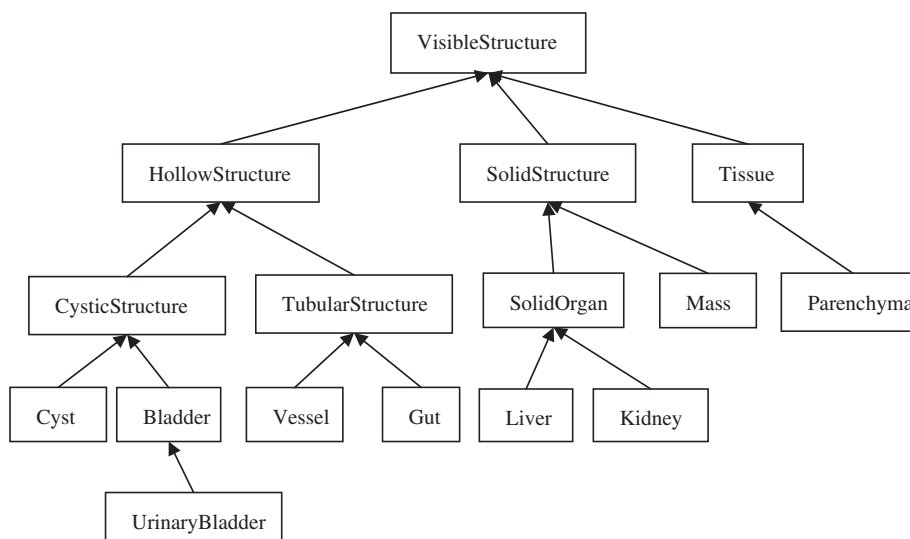 VisibleStructure
HollowStructure
SolidStructure
Tissue
CysticStructure
TubularStructure
SolidOrgan
Mass
Parenchyma
Cyst
Bladder
Vessel
Gut
Liver
Kidney
UrinaryBladder